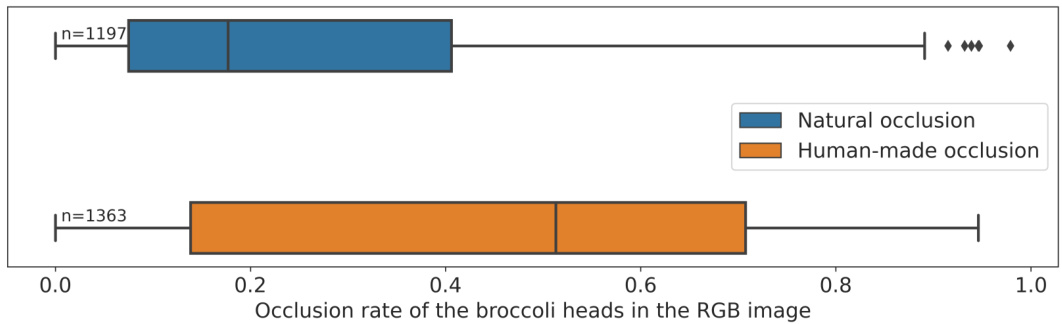 n=1197
Natural occlusion
Human-made occlusion
n=1363
0.0 0.2 0.4 0.6 0.8 1.0
Occlusion rate of the broccoli heads in the RGB image